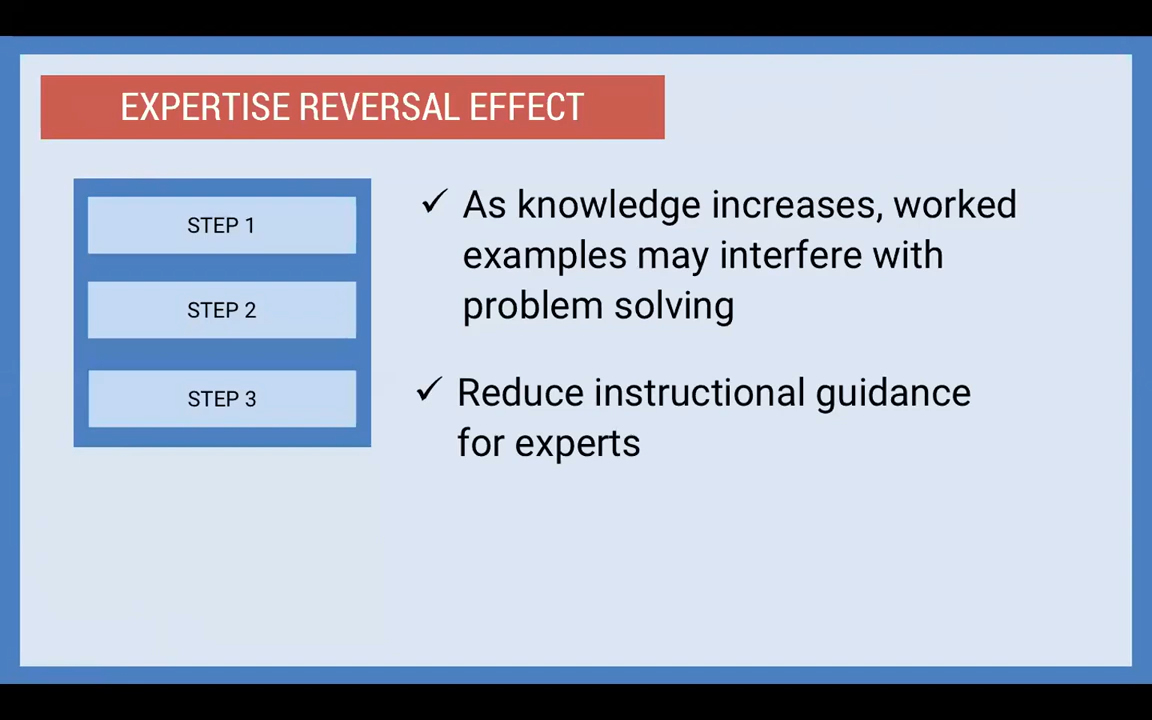 EXPERTISE REVERSAL EFFECT
STEP 1
STEP 2
STEP 3
✓ As knowledge increases, worked
examples may interfere with
problem solving
✓ Reduce instructional guidance
for experts